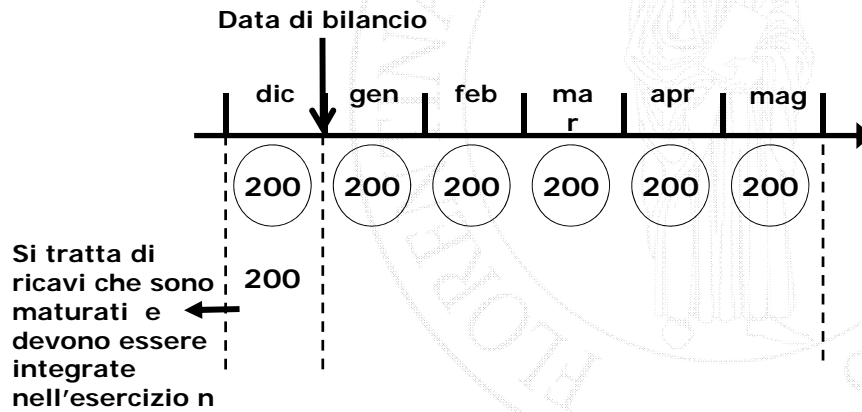 Data di bilancio
dic gen feb ma apr mag
r
200 200 200 200 200 200
Si tratta di
ricavi che sono 200
maturati e
devono essere
integrate
nell'esercizio n